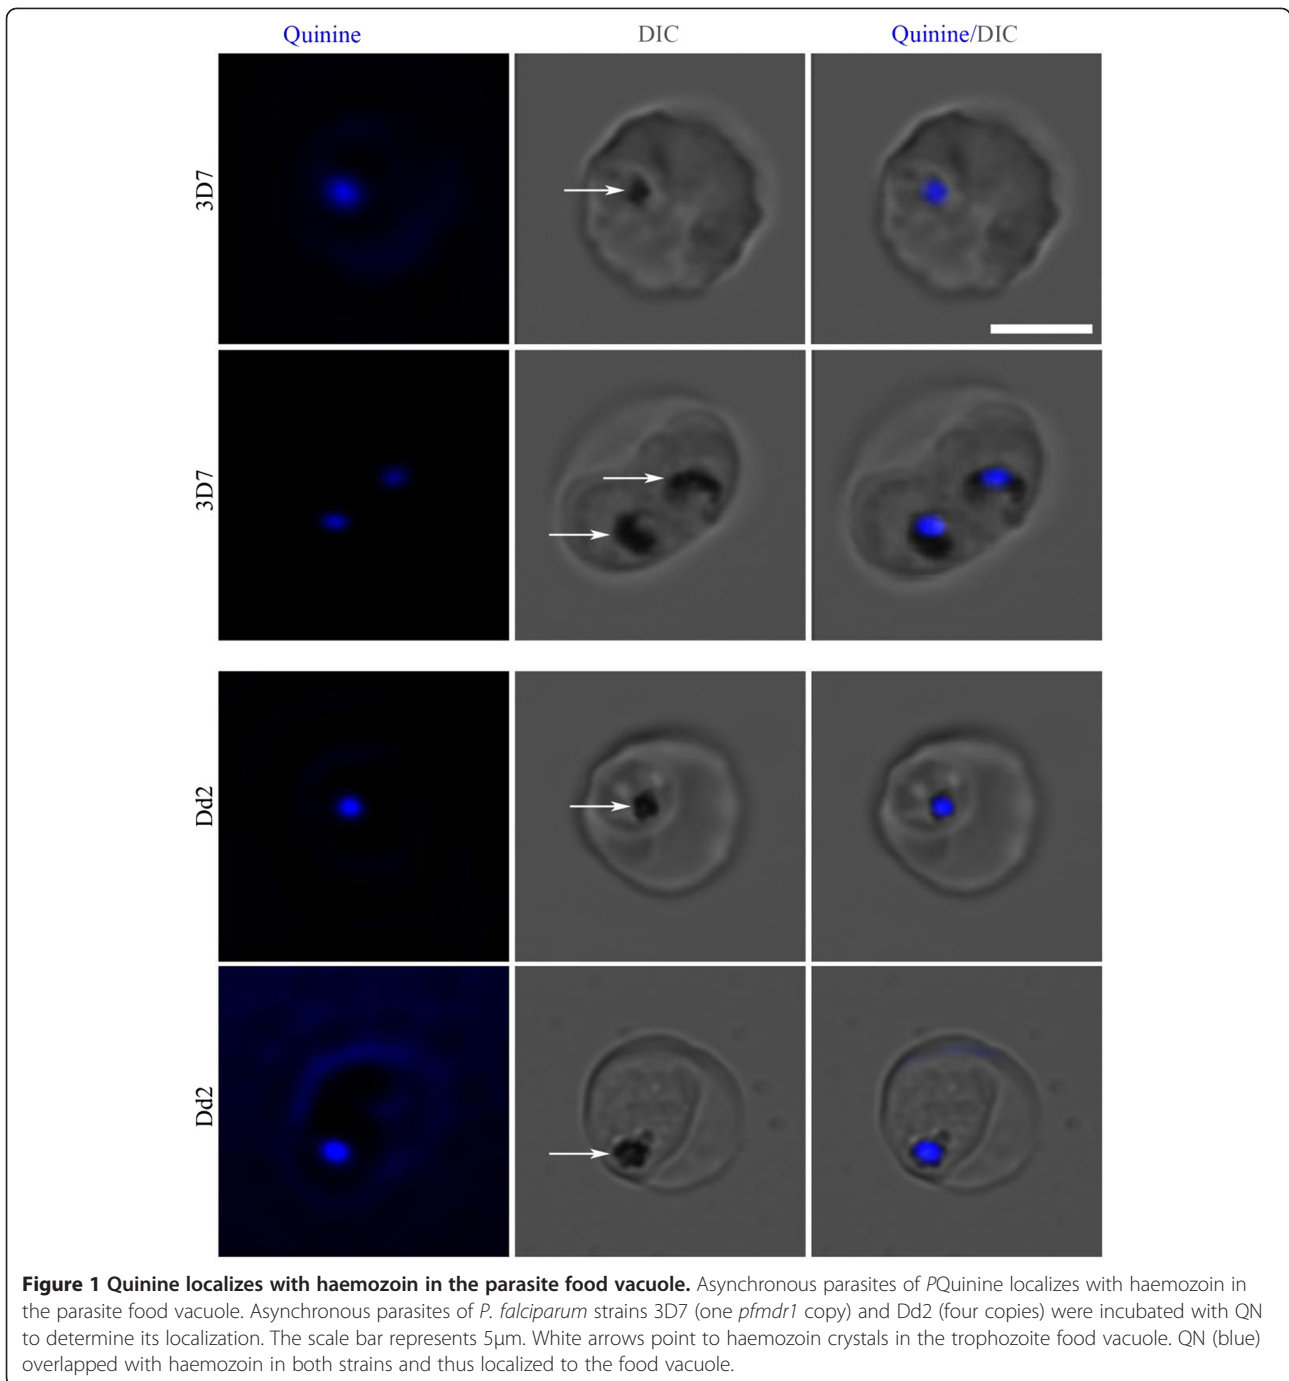 Quinine DIC Quinine/DIC
3D7
3D7
Dd2
Dd2
Figure 1 Quinine localizes with haemozoin in the parasite food vacuole. Asynchronous parasites of PQuinine localizes with haemozoin in
the parasite food vacuole. Asynchronous parasites of P. falciparum strains 3D7 (one pfmdr1 copy) and Dd2 (four copies) were incubated with QN
to determine its localization. The scale bar represents 5μm. White arrows point to haemozoin crystals in the trophozoite food vacuole. QN (blue)
overlapped with haemozoin in both strains and thus localized to the food vacuole.